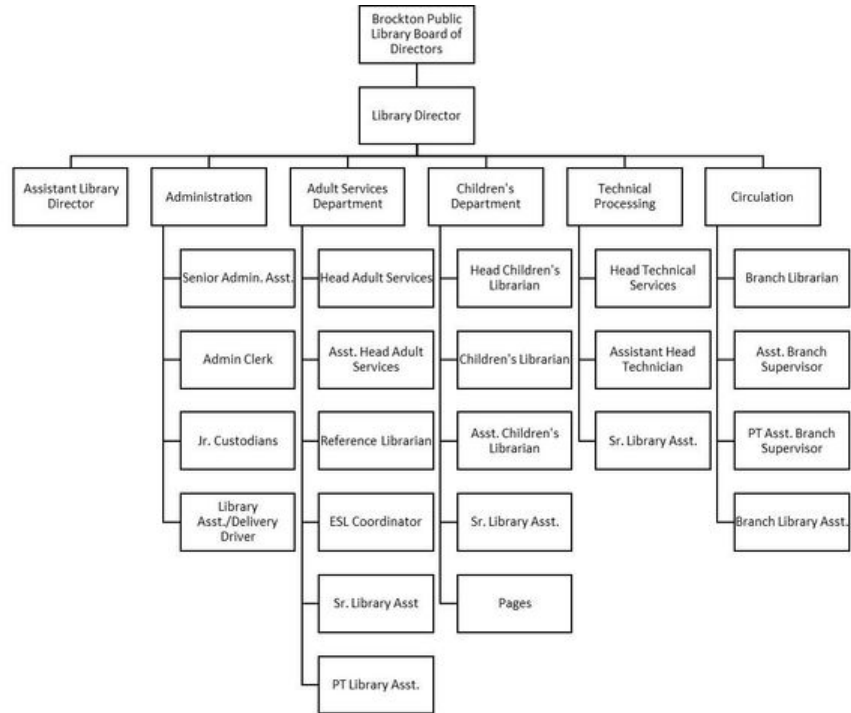 Brockton Public
Library Board of
Directors
Library Director
Assistant Library
Director
Administration
Adult Services
Department
Children's
Department
Technical
Processing
Circulation
Senior Admin. Asst.
Admin Clerk
Jr. Custodians
Library
Asst./Delivery
Driver
Head Adult Services
Asst. Head Adult
Services
Reference Librarian
ESL Coordinator
Sr. Library Asst
PT Library Asst.
Head Children's
Librarian
Children's Librarian
Asst. Children's
Librarian
Sr. Library Asst.
Pages
Head Technical
Services
Assistant Head
Technician
Sr. Library Asst.
Branch Librarian
Asst. Branch
Supervisor
PT Asst. Branch
Supervisor
Branch Library Asst.